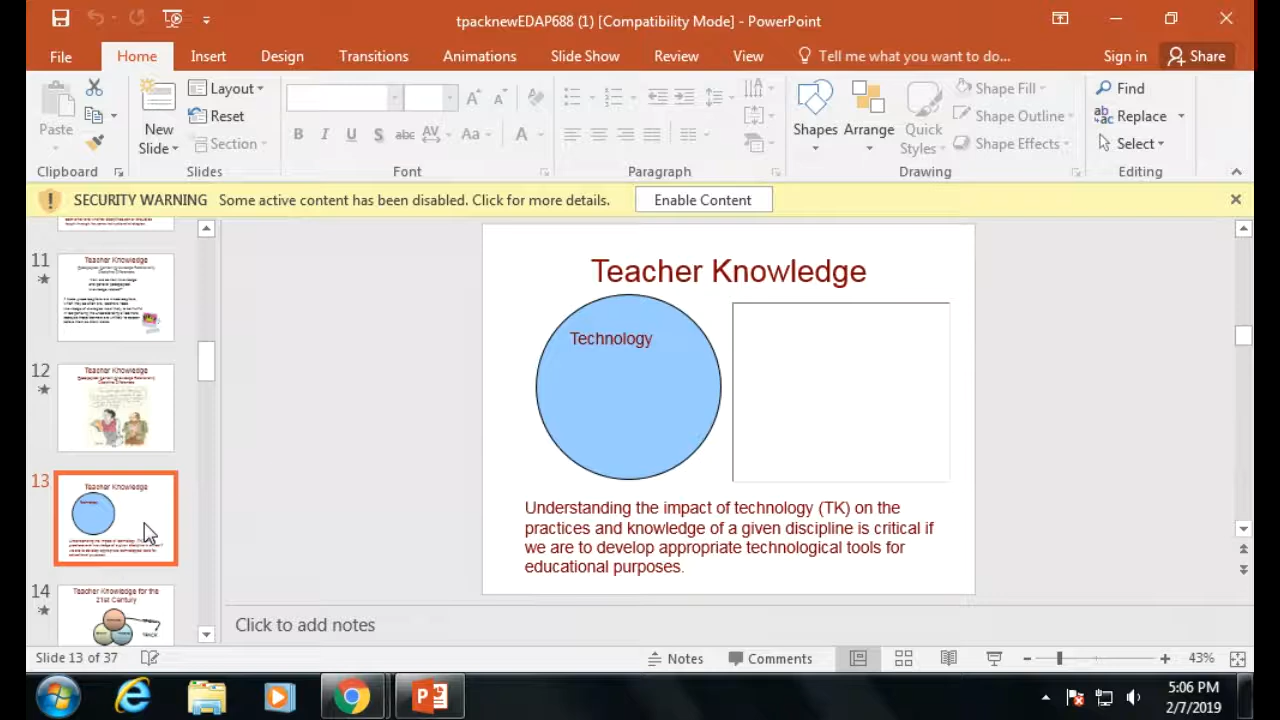 tpacknewEDAP688 (1) [Compatibility Mode] - PowerPoint
File Home Insert Design Transitions Animations Slide Show Review View Tell me what you want to do... Sign in Share
Paste
New Slide
Layout
Reset
Section
Shapes
Arrange
Quick Styles
Shape Fill
Shape Outline
Shape Effects
Find
Replace
Select
Clipboard Slides Font Paragraph Drawing Editing
SECURITY WARNING Some active content has been disabled. Click for more details. Enable Content
11
Teacher Knowledge
12
Teacher Knowledge
13
Teacher Knowledge
14
Teacher Knowledge for the
21st Century
Teacher Knowledge
Technology
Understanding the impact of technology (TK) on the
practices and knowledge of a given discipline is critical if
we are to develop appropriate technological tools for
educational purposes.
Click to add notes
Slide 13 of 37 Notes Comments 43%
5:06 PM
2/7/2019